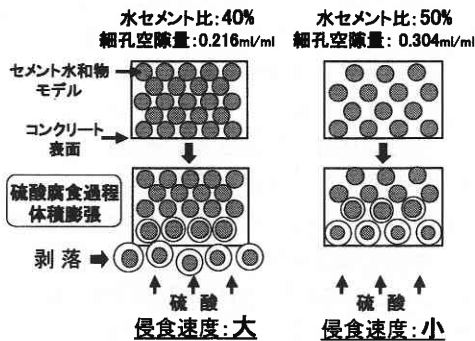 水セメント比:40%
細孔空隙量:0.216ml/ml
水セメント比:50%
細孔空隙量:0.304ml/ml
セメント水和物
モデル
コンクリート
表面
硫酸腐食過程
体積膨張
剥落
硫酸
侵食速度:大
硫酸
侵食速度:小